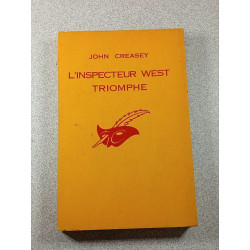 JOHN CREASEY
L'INSPECTEUR WEST
TRIOMPHE